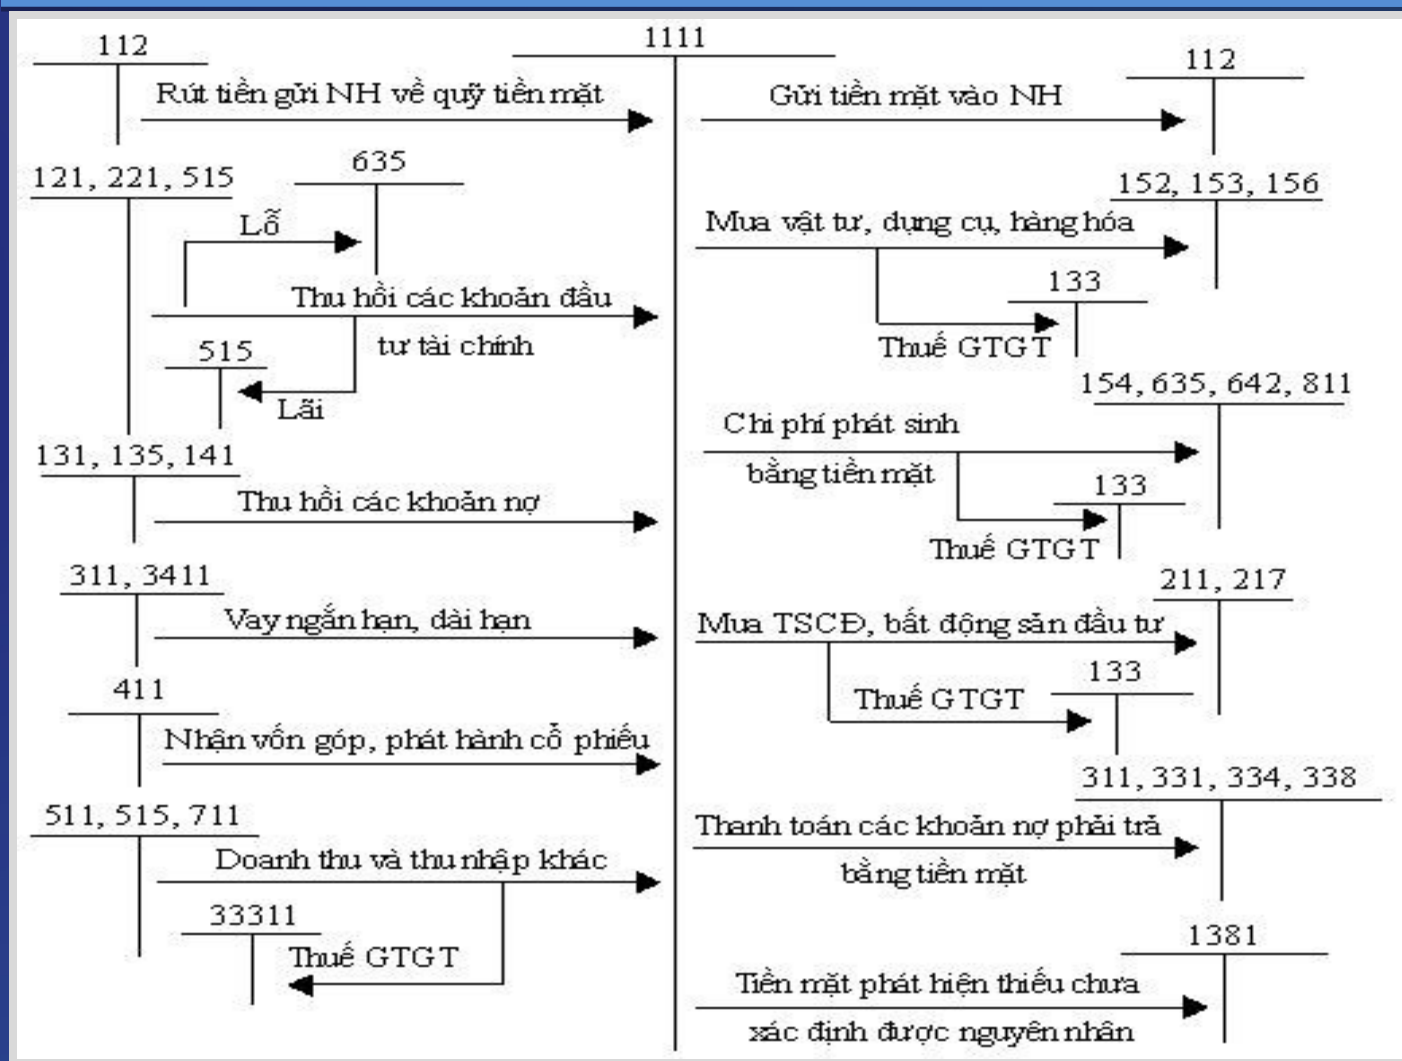 112
1111
112
Rút tiền gửi NH về quỹ tiền mặt
Gửi tiền mặt vào NH
121, 221, 515
635
152, 153, 156
Lỗ
Mua vật tư, dụng cụ, hàng hóa
Thu hồi các khoản đầu
tư tài chính
133
Thuế GTGT
515
Lãi
154, 635, 642, 811
Chi phí phát sinh
bằng tiền mặt
131, 135, 141
Thu hồi các khoản nợ
133
Thuế GTGT
311, 3411
211, 217
Vay ngắn hạn, dài hạn
Mua TSCĐ, bất động sản đầu tư
133
Thuế GTGT
411
Nhận vốn góp, phát hành cổ phiếu
311, 331, 334, 338
511, 515, 711
Thanh toán các khoản nợ phải trả
bằng tiền mặt
Doanh thu và thu nhập khác
33311
Thuế GTGT
1381
Tiền mặt phát hiện thiếu chưa
xác định được nguyên nhân